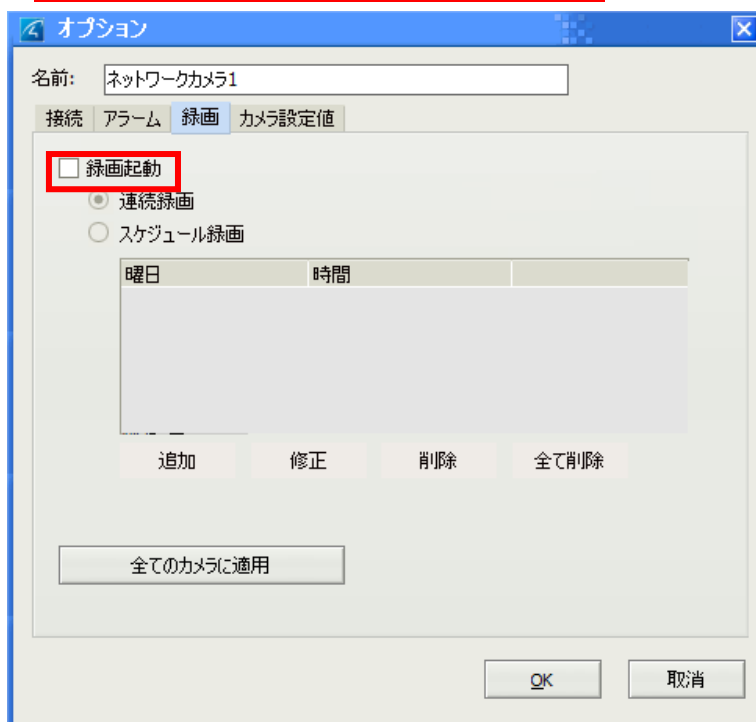 オプション
名前: ネットワークカメラ1
接続 アラーム 録画 カメラ設定値
録画起動
連続録画
スケジュール録画
曜日 時間
追加 修正 削除 全て削除
全てのカメラに適用
OK 取消